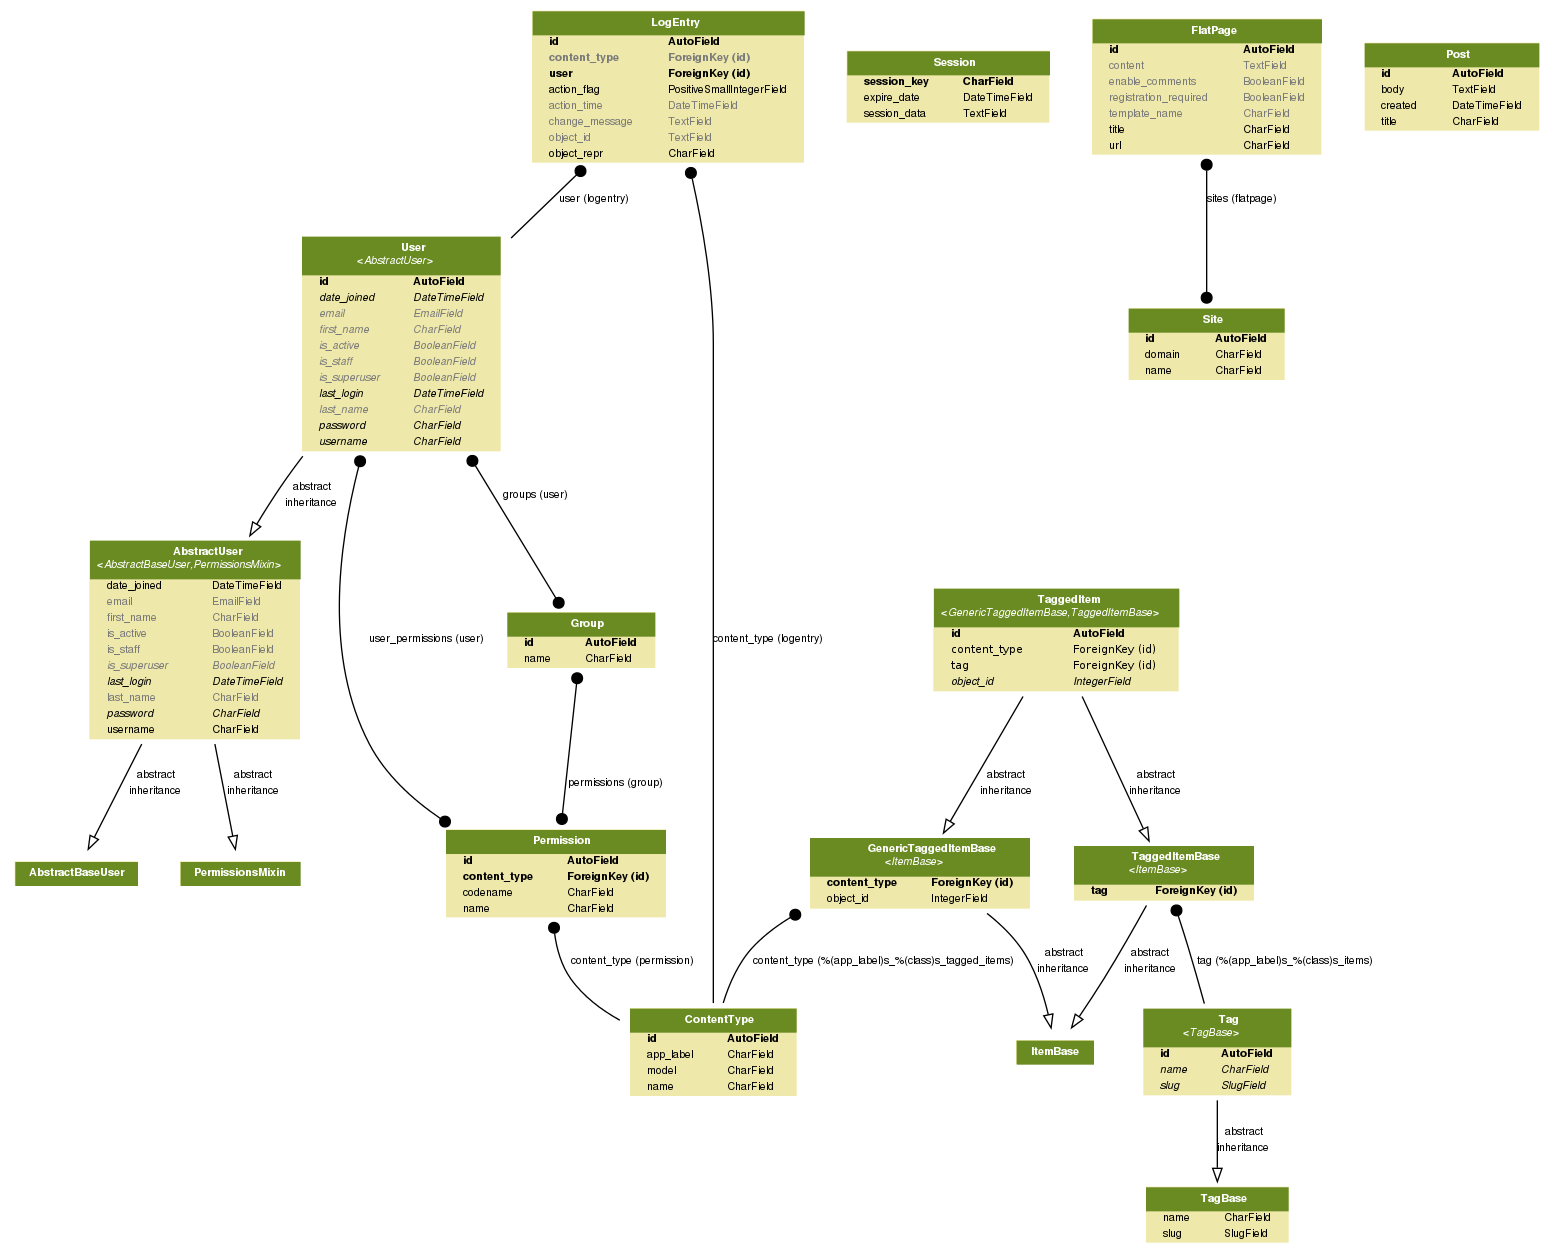 LogEntry
id AutoField
content_type ForeignKey (id)
user ForeignKey (id)
action_flag PositiveSmallIntegerField
action_time DateTimeField
change_message TextField
object_id TextField
object_repr CharField
Session
session_key CharField
expire_date DateTimeField
session_data TextField
FlatPage
id AutoField
content TextField
enable_comments BooleanField
registration_required BooleanField
template_name CharField
title CharField
url CharField
Post
id AutoField
body TextField
created DateTimeField
title CharField
user (logentry)
sites (flatpage)
User
<AbstractUser>
id AutoField
date_joined DateTimeField
email EmailField
first_name CharField
is_active BooleanField
is_staff BooleanField
is_superuser BooleanField
last_login DateTimeField
last_name CharField
password CharField
username CharField
Site
id AutoField
domain CharField
name CharField
abstract
inheritance
groups (user)
AbstractUser
<AbstractBaseUser,PermissionsMixin>
date_joined DateTimeField
email EmailField
first_name CharField
is_active BooleanField
is_staff BooleanField
is_superuser BooleanField
last_login DateTimeField
last_name CharField
password CharField
username CharField
user_permissions (user)
Group
id AutoField
name CharField
content_type (logentry)
TaggedItem
<GenericTaggedItemBase,TaggedItemBase>
id AutoField
content_type ForeignKey (id)
tag ForeignKey (id)
object_id IntegerField
abstract
inheritance
abstract
inheritance
permissions (group)
abstract
inheritance
abstract
inheritance
AbstractBaseUser
PermissionsMixin
Permission
id AutoField
content_type ForeignKey (id)
codename CharField
name CharField
GenericTaggedItemBase
<ItemBase>
content_type ForeignKey (id)
object_id IntegerField
TaggedItemBase
<ItemBase>
tag ForeignKey (id)
content_type (permission)
content_type (%(app_label)s_%(class)s_tagged_items)
abstract
inheritance
abstract
inheritance
tag (%(app_label)s_%(class)s_items)
ContentType
id AutoField
app_label CharField
model CharField
name CharField
ItemBase
Tag
<TagBase>
id AutoField
name CharField
slug SlugField
abstract
inheritance
TagBase
name CharField
slug SlugField